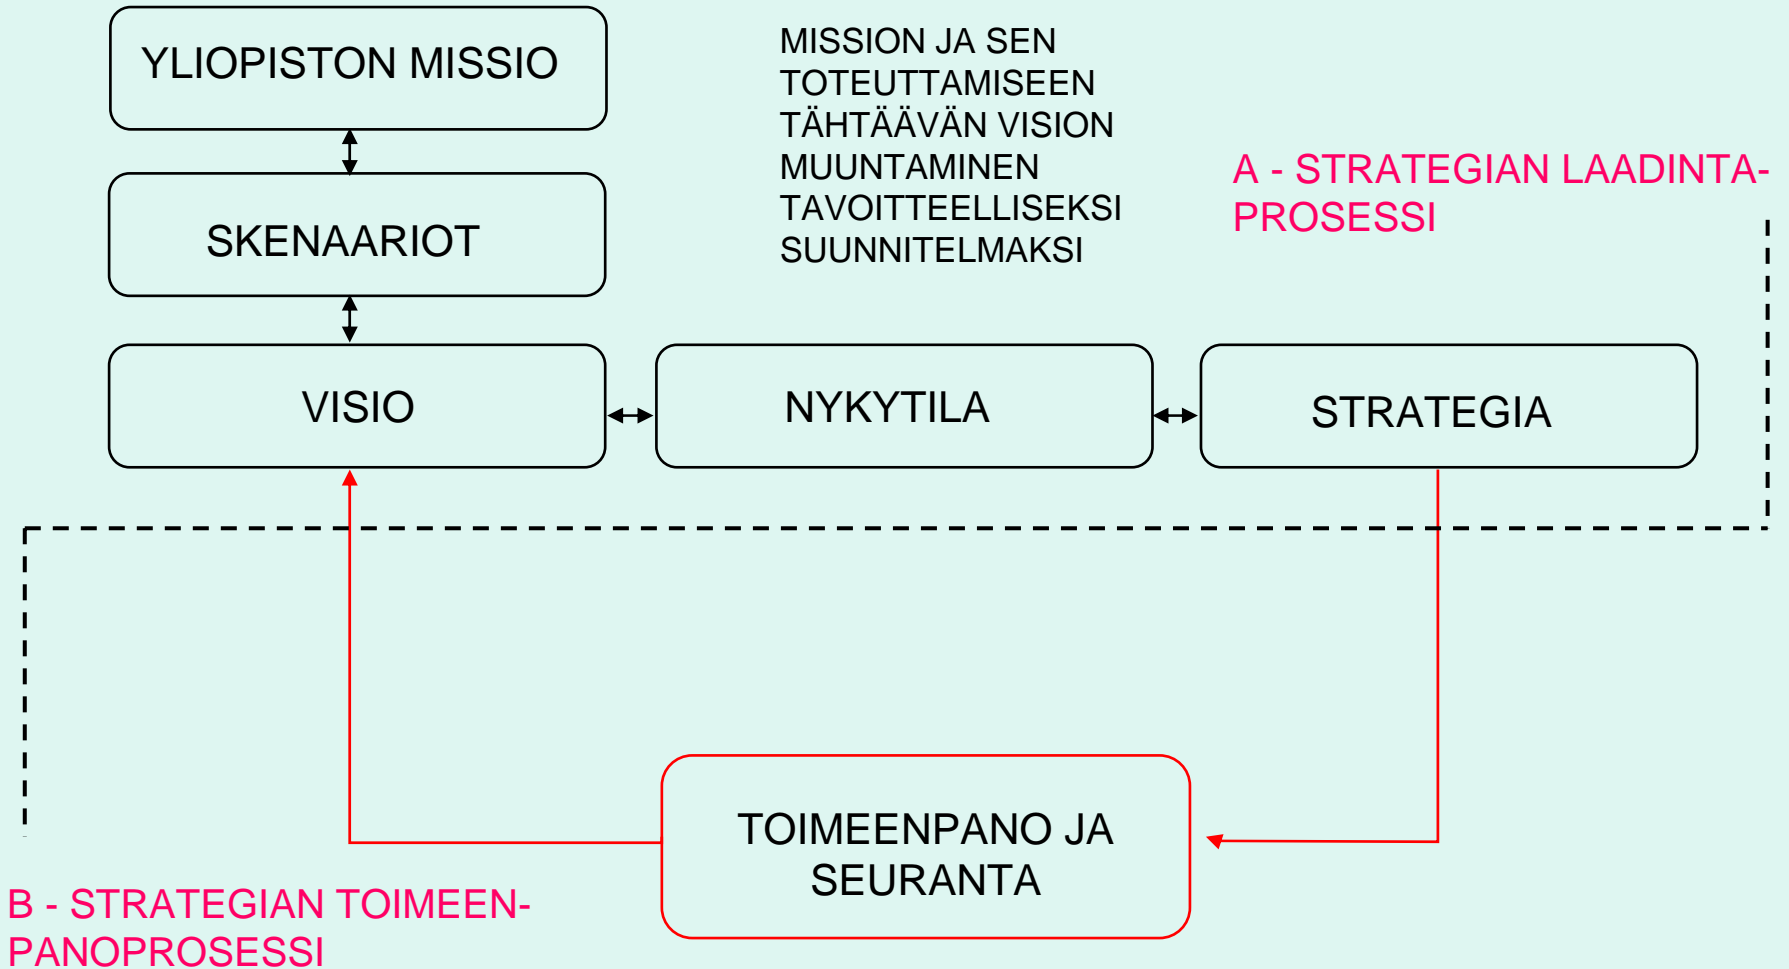 YLIOPISTON MISSIO
MISSION JA SEN
TOTEUTTAMISEEN
TÄHTÄÄVÄN VISION
MUUNTAMINEN
TAVOITTEELLISEKSI
SUUNNITELMAKSI
A - STRATEGIAN LAADINTA-
PROSESSI
SKENAARIOT
VISIO
NYKYTILA
STRATEGIA
TOIMEENPANO JA
SEURANTA
B - STRATEGIAN TOIMEEN-
PANOPROSESSI